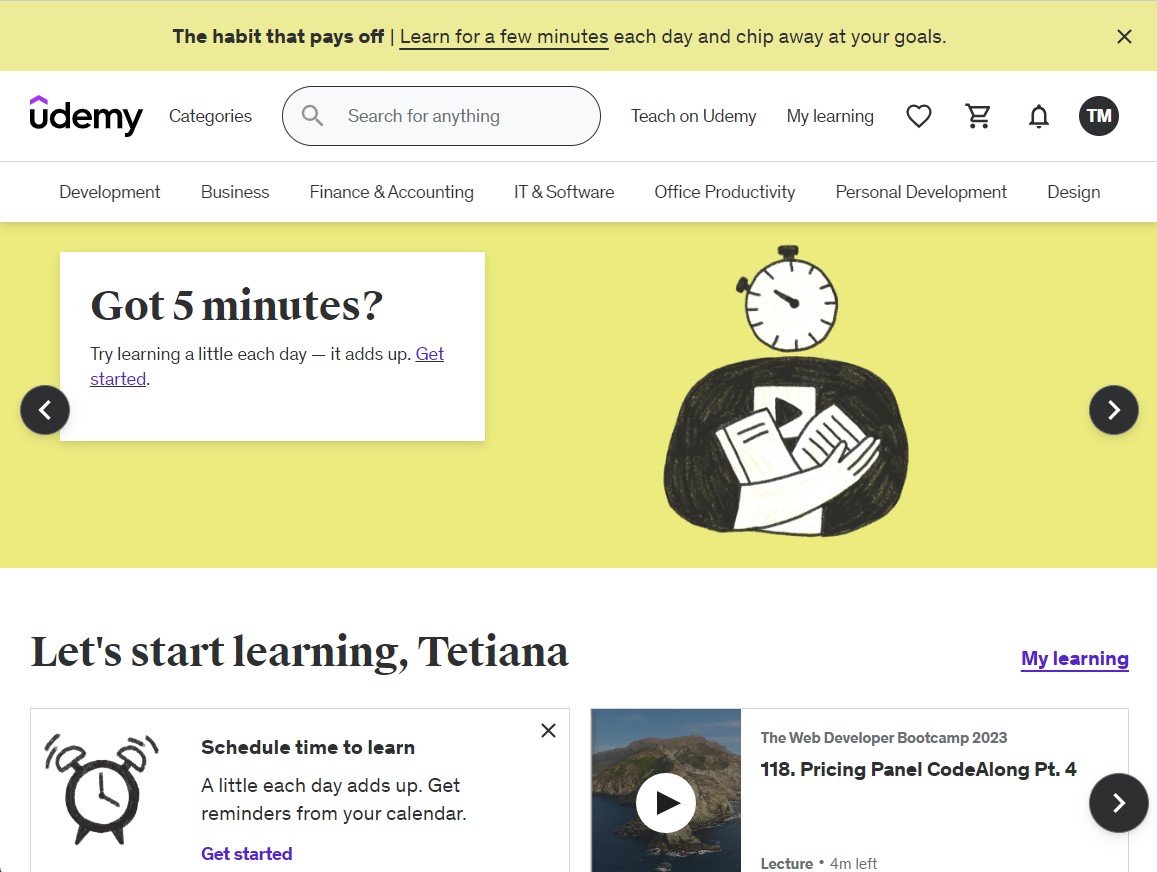 The habit that pays off | Learn for a few minutes each day and chip away at your goals.
udemy
Categories
Search for anything
Teach on Udemy
My learning
TM
Development
Business
Finance & Accounting
IT & Software
Office Productivity
Personal Development
Design
Got 5 minutes?
Try learning a little each day — it adds up. Get
started.
Let's start learning, Tetiana
My learning
Schedule time to learn
A little each day adds up. Get
reminders from your calendar.
Get started
The Web Developer Bootcamp 2023
118. Pricing Panel CodeAlong Pt. 4
Lecture • 4m left